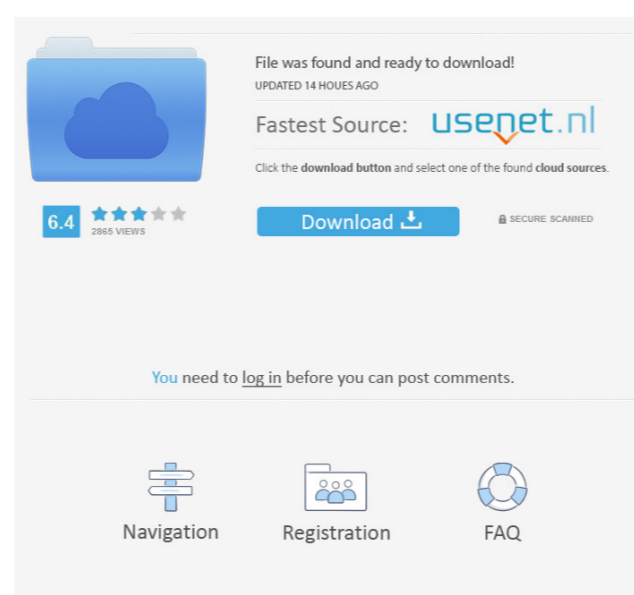 File was found and ready to download!
UPDATED 14 HOUES AGO
Fastest Source: usenet.nl
Click the download button and select one of the found cloud sources.
6.4
2865 VIEWS
Download
SECURE SCANNED
You need to log in before you can post comments.
Navigation
Registration
FAQ